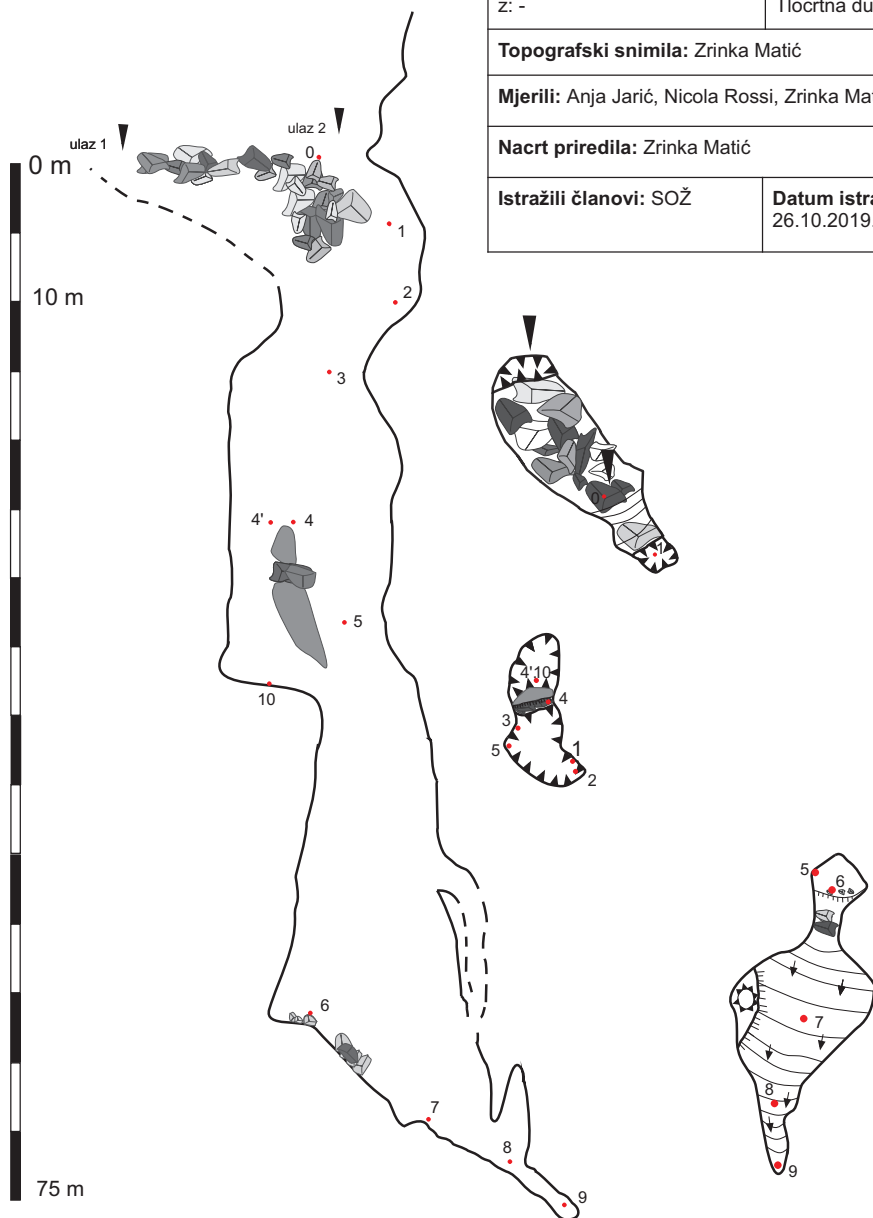 z: -
Tlocrtna du
Topografski snimila: Zrinka Matić
Mjerili: Anja Jarić, Nicola Rossi, Zrinka Mat
Nacrt priredila: Zrinka Matić
Istražili članovi: SOŽ
Datum istra
26.10.2019.
ulaz 1
ulaz 2
0 m
0
1
10 m
2
3
4'
4
5
10
6
7
8
9
75 m
0
1
4'10
4
3
5
1
2
5
6
7
8
9